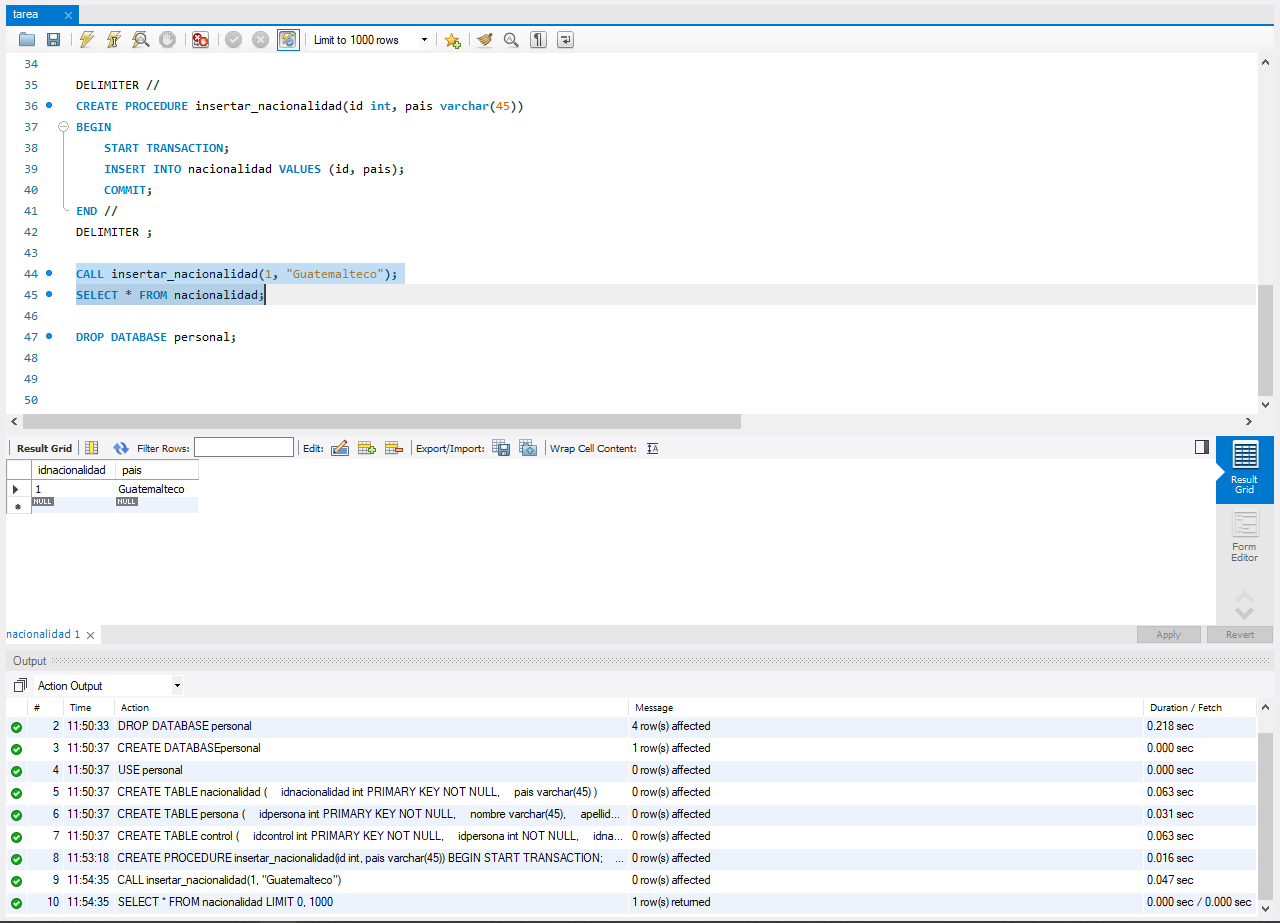 tarea
Limit to 1000 rows
34
35 DELIMITER //
36 CREATE PROCEDURE insertar_nacionalidad(id int, pais varchar(45))
37 BEGIN
38 START TRANSACTION;
39 INSERT INTO nacionalidad VALUES (id, pais);
40 COMMIT;
41 END //
42 DELIMITER ;
43
44 CALL insertar_nacionalidad(1, "Guatemalteco");
45 SELECT * FROM nacionalidad;
46
47 DROP DATABASE personal;
48
49
50
Result Grid Filter Rows: Edit: Export/Import: Wrap Cell Content:
idnacionalidad pais
1 Guatemalteco
NULL NULL
Result Grid
Form Editor
nacionalidad 1 Apply Revert
Output
Action Output
# Time Action Message Duration / Fetch
2 11:50:33 DROP DATABASE personal 4 row(s) affected 0.218 sec
3 11:50:37 CREATE DATABASEpersonal 1 row(s) affected 0.000 sec
4 11:50:37 USE personal 0 row(s) affected 0.000 sec
5 11:50:37 CREATE TABLE nacionalidad ( idnacionalidad int PRIMARY KEY NOT NULL, pais varchar(45) ) 0 row(s) affected 0.063 sec
6 11:50:37 CREATE TABLE persona ( idpersona int PRIMARY KEY NOT NULL, nombre varchar(45), apellid... 0 row(s) affected 0.031 sec
7 11:50:37 CREATE TABLE control ( idcontrol int PRIMARY KEY NOT NULL, idpersona int NOT NULL, idna... 0 row(s) affected 0.063 sec
8 11:53:18 CREATE PROCEDURE insertar_nacionalidad(id int, pais varchar(45)) BEGIN START TRANSACTION; ... 0 row(s) affected 0.016 sec
9 11:54:35 CALL insertar_nacionalidad(1, "Guatemalteco") 0 row(s) affected 0.047 sec
10 11:54:35 SELECT * FROM nacionalidad LIMIT 0, 1000 1 row(s) returned 0.000 sec / 0.000 sec